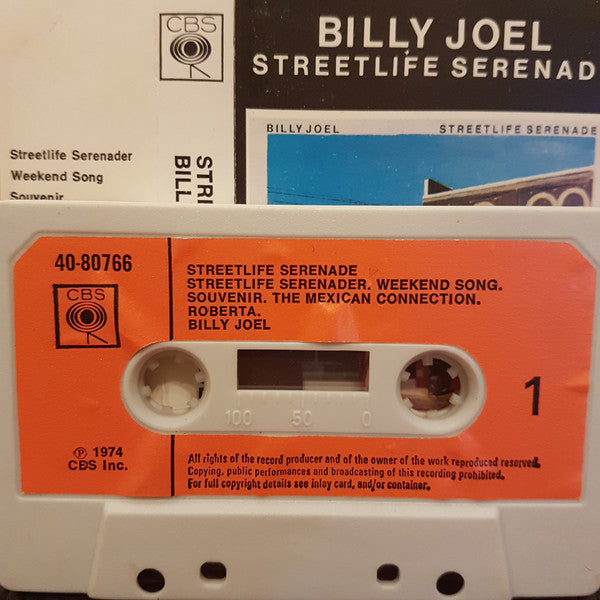 CBS
BILLY JOEL
STREETLIFE SERENAD
BILLY JOEL STREETLIFE SERENADE
Streetlife Serenader
Weekend Song
Souvenir
STRE
BILL
40-80766
CBS
STREETLIFE SERENADE
STREETLIFE SERENADER. WEEKEND SONG.
SOUVENIR. THE MEXICAN CONNECTION.
ROBERTA.
BILLY JOEL
100 50 0
1
℗ 1974
CBS Inc.
All rights of the record producer and of the owner of the work reproduced reserved.
Copying, public performances and broadcasting of this recording prohibited.
For full copyright details see inlay card, and/or container.